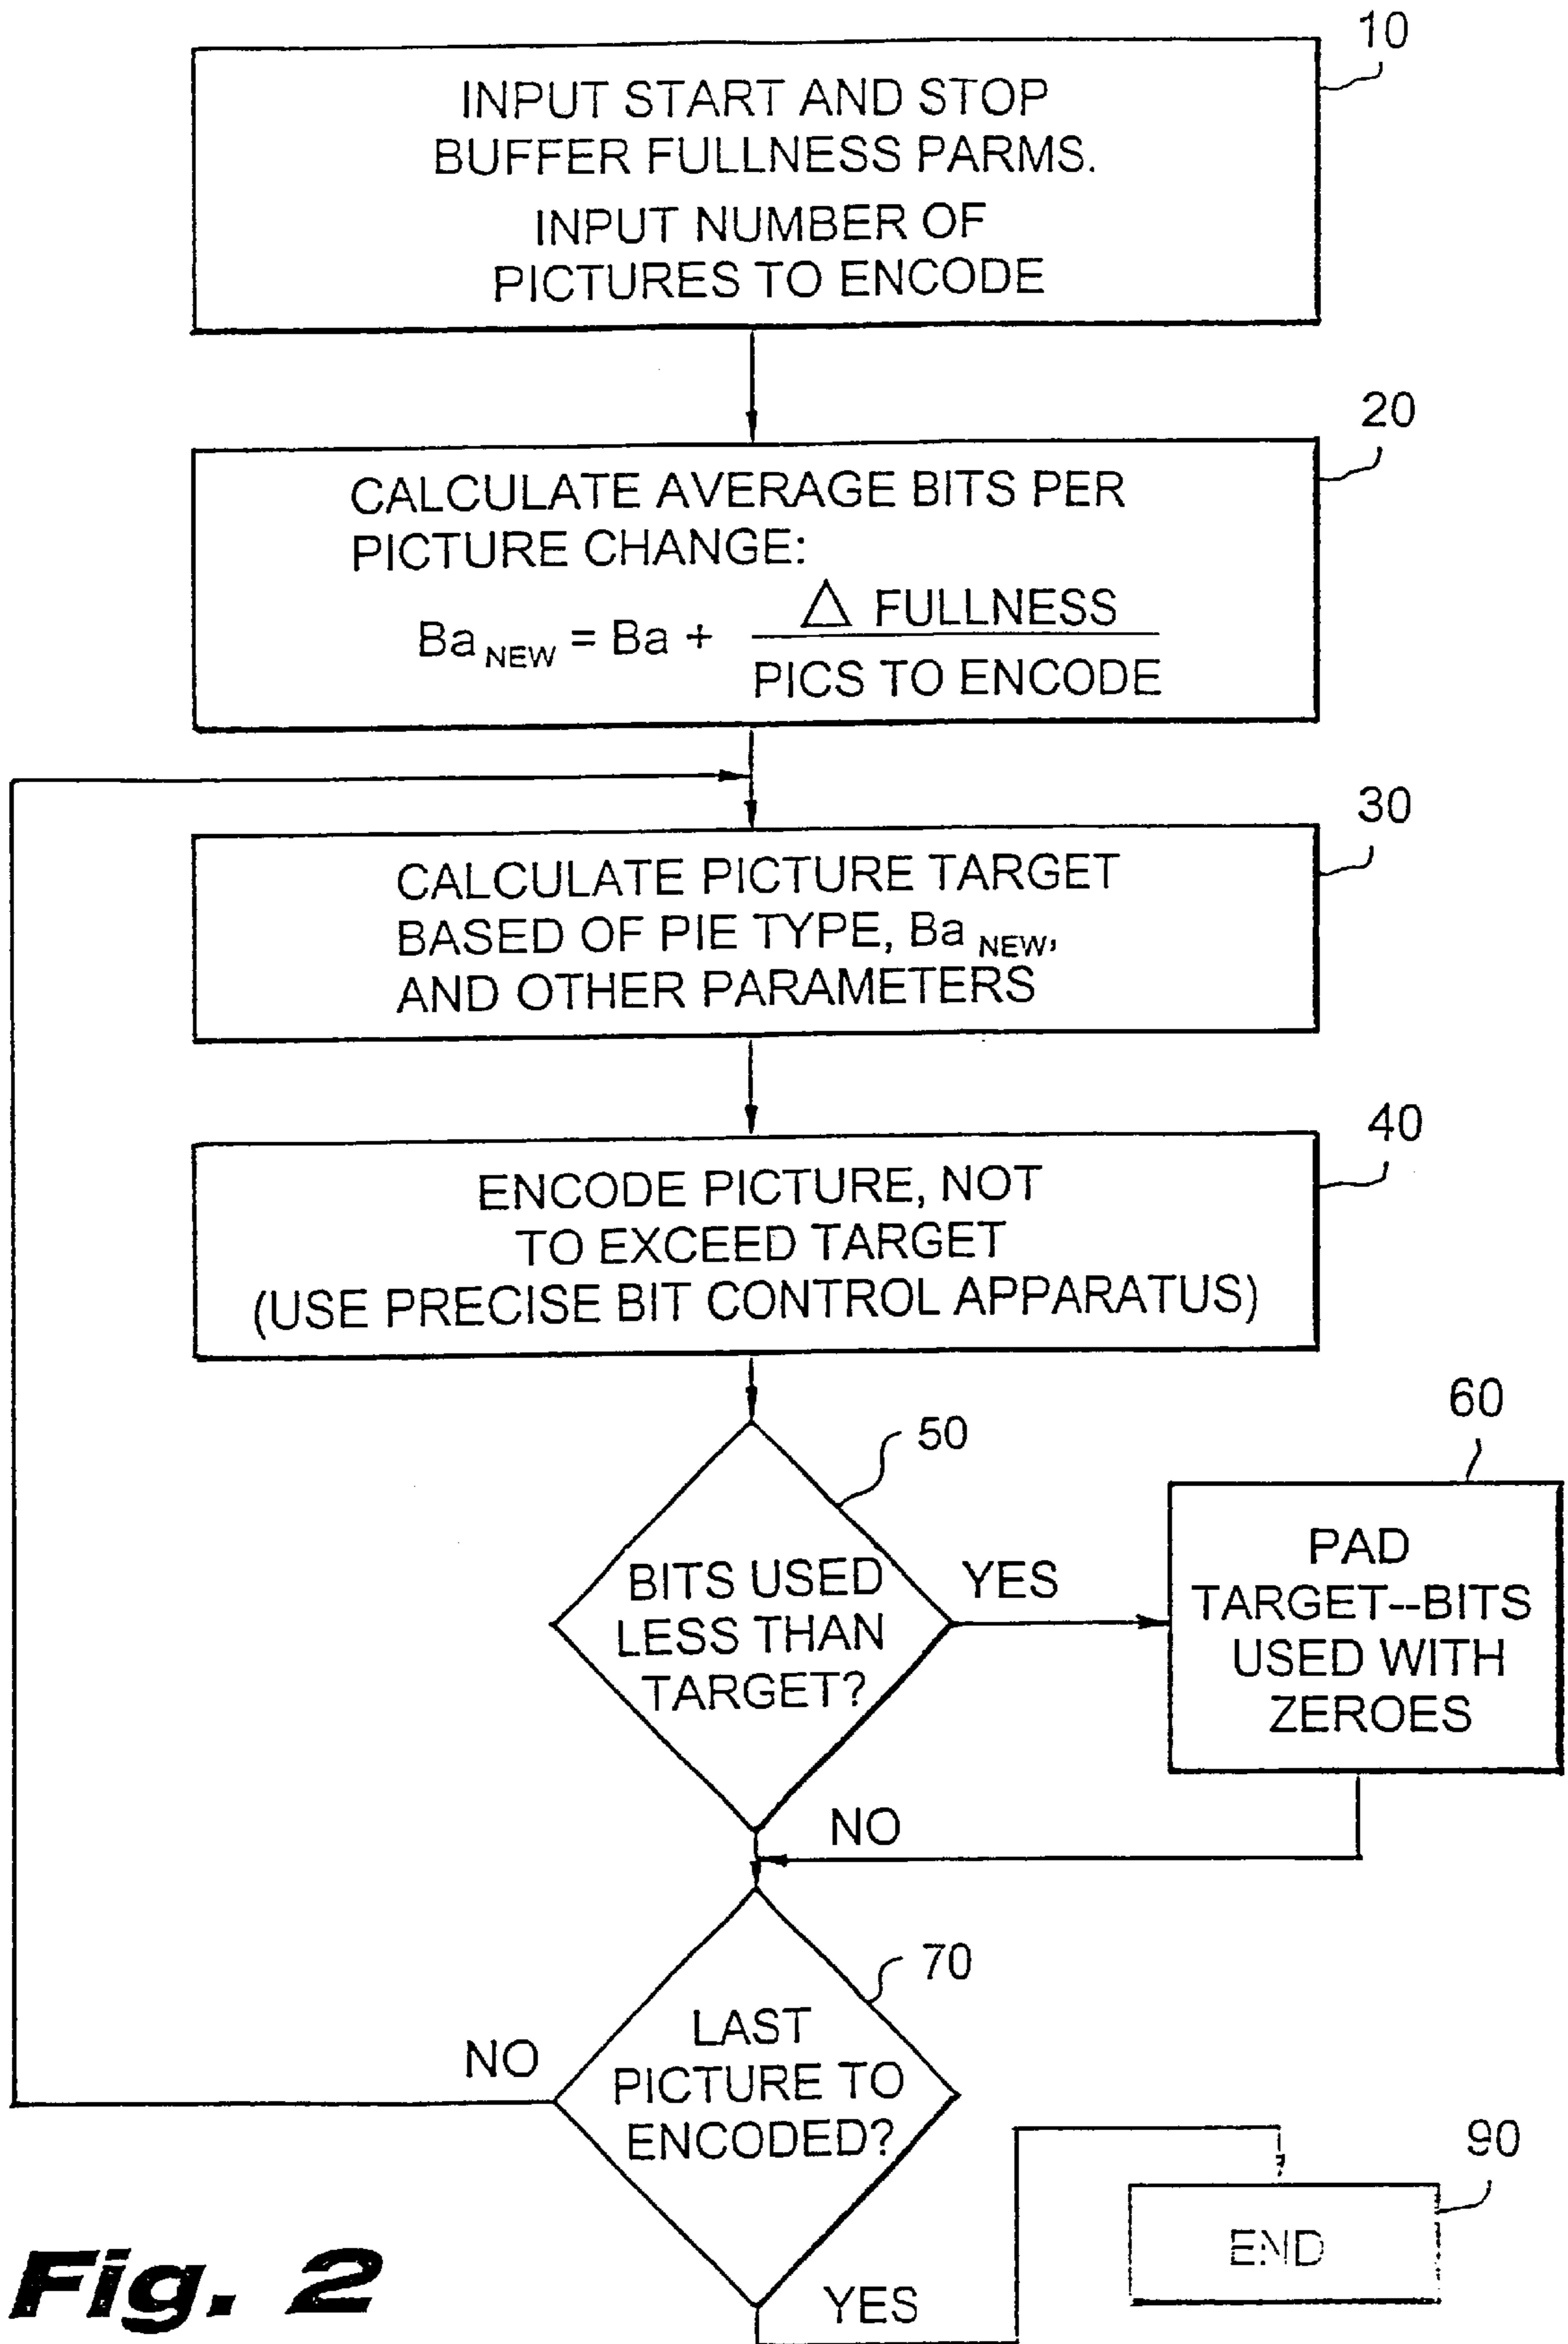 10
INPUT START AND STOP
BUFFER FULLNESS PARMS.
INPUT NUMBER OF
PICTURES TO ENCODE
20
CALCULATE AVERAGE BITS PER
PICTURE CHANGE:
Ba NEW = Ba + △ FULLNESS
PICS TO ENCODE
30
CALCULATE PICTURE TARGET
BASED OF PIE TYPE, Ba NEW,
AND OTHER PARAMETERS
40
ENCODE PICTURE, NOT
TO EXCEED TARGET
(USE PRECISE BIT CONTROL APPARATUS)
50
BITS USED
LESS THAN
TARGET?
YES
60
PAD
TARGET--BITS
USED WITH
ZEROES
NO
70
LAST
PICTURE TO
ENCODED?
NO
YES
90
END
Fig. 2